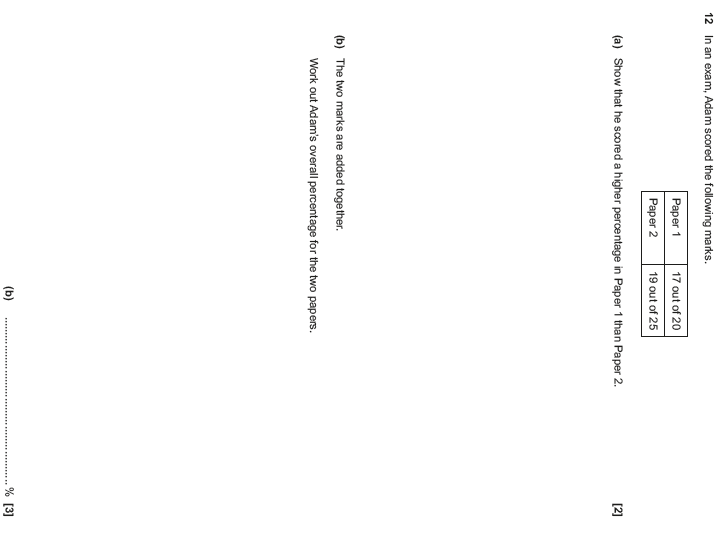 12 In an exam, Adam scored the following marks.
Paper 1 17 out of 20
Paper 2 19 out of 25
(a) Show that he scored a higher percentage in Paper 1 than Paper 2. [2]
(b) The two marks are added together.
Work out Adam's overall percentage for the two papers.
(b) ................................................... % [3]